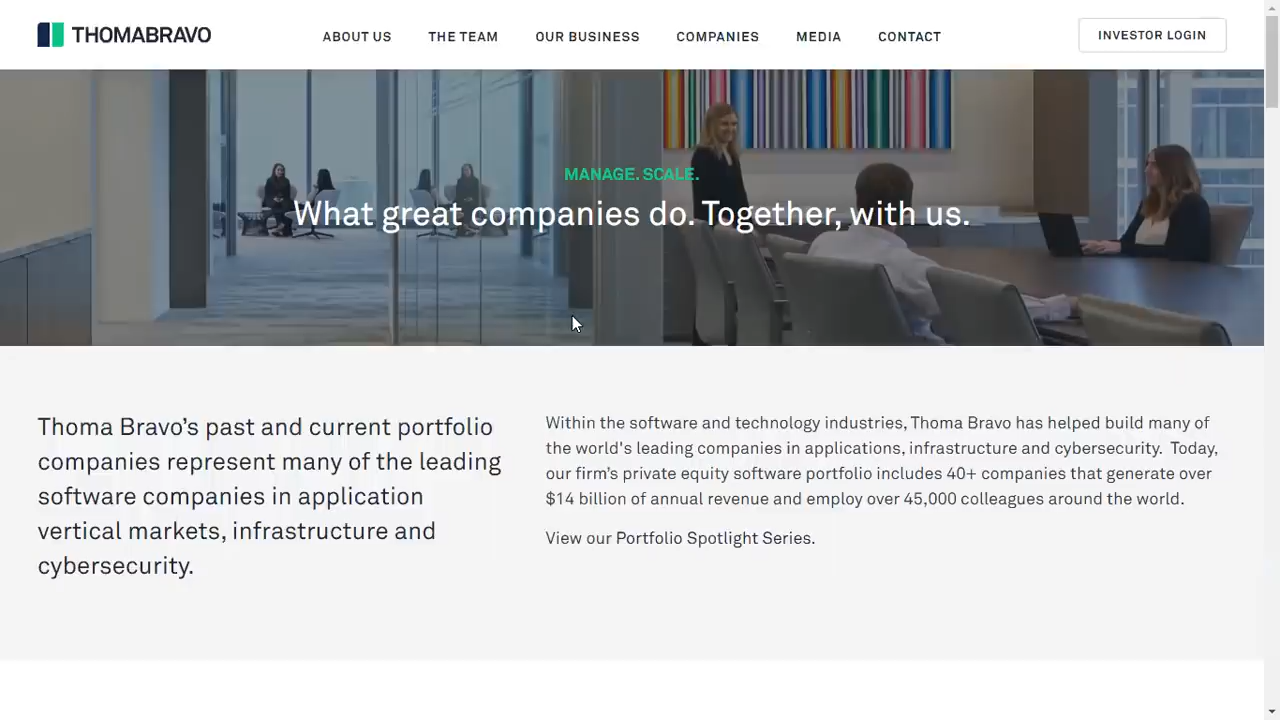 THOMABRAVO
ABOUT US
THE TEAM
OUR BUSINESS
COMPANIES
MEDIA
CONTACT
INVESTOR LOGIN
MANAGE. SCALE.
What great companies do. Together, with us.
Thoma Bravo’s past and current portfolio
companies represent many of the leading
software companies in application
vertical markets, infrastructure and
cybersecurity.
Within the software and technology industries, Thoma Bravo has helped build many of
the world's leading companies in applications, infrastructure and cybersecurity. Today,
our firm’s private equity software portfolio includes 40+ companies that generate over
$14 billion of annual revenue and employ over 45,000 colleagues around the world.
View our Portfolio Spotlight Series.